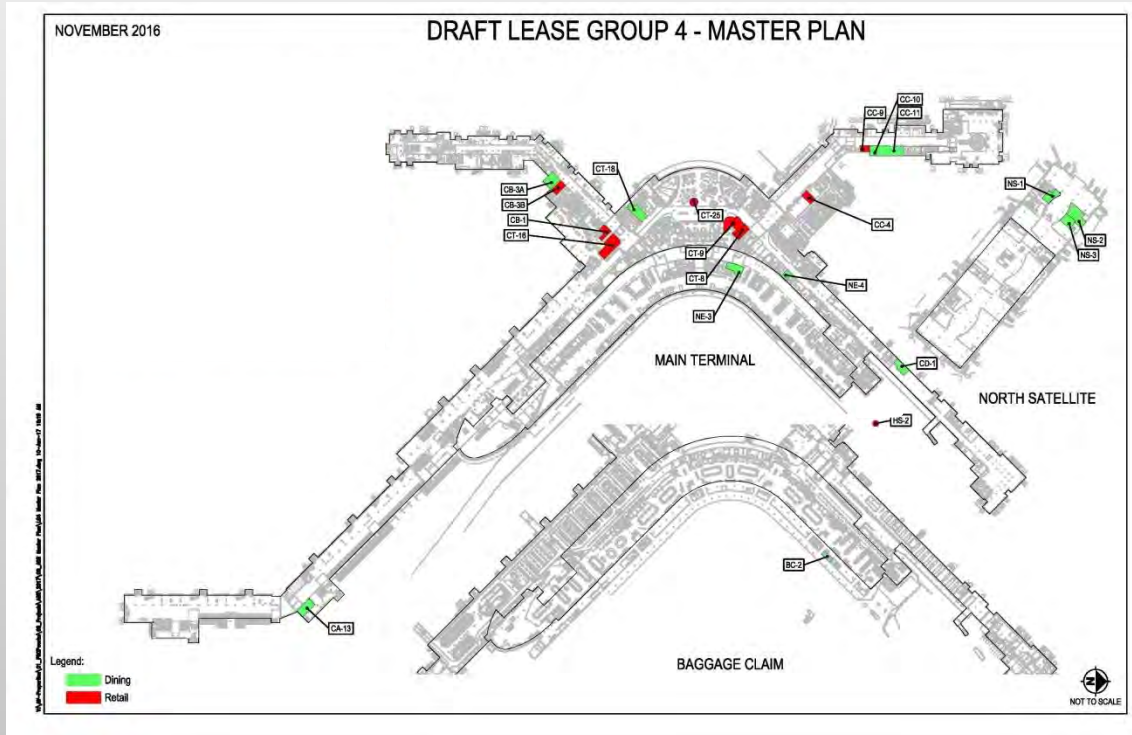 NOVEMBER 2016
DRAFT LEASE GROUP 4 - MASTER PLAN
CC-10
CC-9
CC-11
CT-18
CB-3A
CB-3B
CB-1
CT-16
CT-25
CC-4
NS-1
NS-2
NS-3
CT-9
CT-8
NE-4
NE-3
MAIN TERMINAL
CD-1
NORTH SATELLITE
HS-2
BC-2
CA-13
BAGGAGE CLAIM
Legend:
Dining
Retail
N
NOT TO SCALE